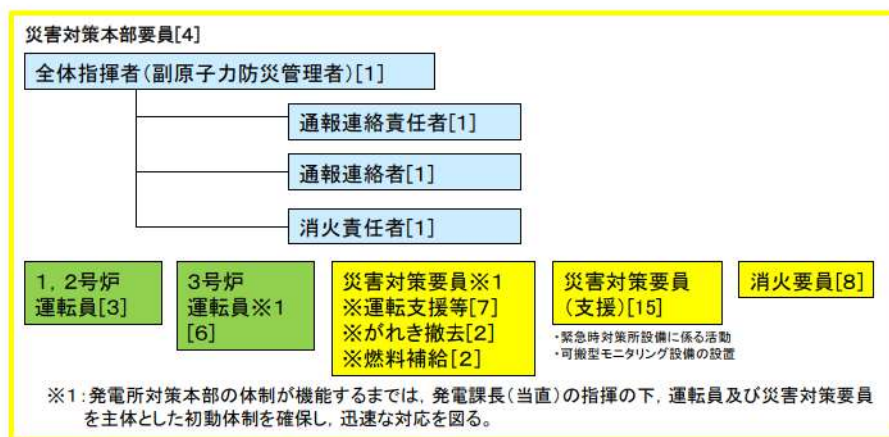 災害対策本部要員[4]
全体指揮者(副原子力防災管理者)[1]
通報連絡責任者[1]
通報連絡者[1]
消火責任者[1]
1,2号炉
運転員[3]
3号炉
運転員※1
[6]
災害対策要員※1
※運転支援等[7]
※がれき撤去[2]
※燃料補給[2]
災害対策要員
(支援)[15]
・緊急時対策所設備に係る活動
・可搬型モニタリング設備の設置
消火要員[8]
※1:発電所対策本部の体制が機能するまでは,発電課長(当直)の指揮の下,運転員及び災害対策要員
を主体とした初動体制を確保し,迅速な対応を図る。